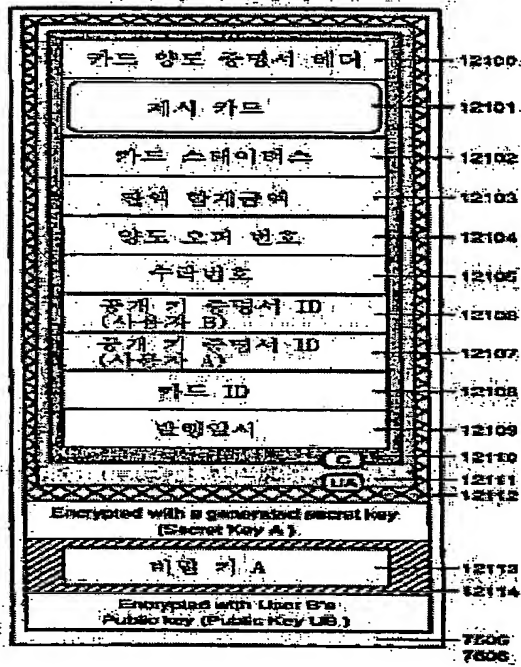 카드 양도 증명서 헤더 12100
제시 카드 12101
카드 스테이터스 12102
잔액 합계금액 12103
양도 오퍼 번호 12104
수락번호 12105
공개 키 증명서 ID
(사용자 B) 12106
공개 키 증명서 ID
(사용자 A) 12107
카드 ID 12108
발행일시 12109
C 12110
UA 12111
12112
Encrypted with a generated secret key
(Secret Key A)
비밀 키 A 12113
12114
Encrypted with User B's
Public key (Public Key UB)
7606